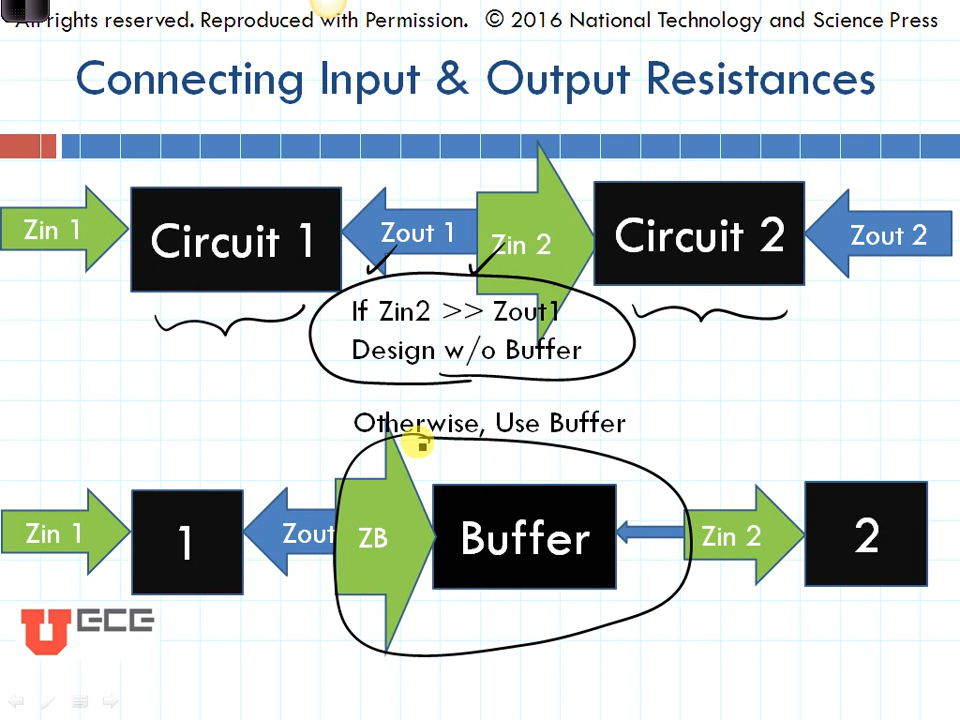 All rights reserved. Reproduced with Permission. © 2016 National Technology and Science Press
Connecting Input & Output Resistances
Zin 1
Circuit 1
Zout 1
Zin 2
Circuit 2
Zout 2
If Zin2 >> Zout1
Design w/o Buffer
Otherwise, Use Buffer
Zin 1
1
Zout
ZB
Buffer
Zin 2
2
U ECE